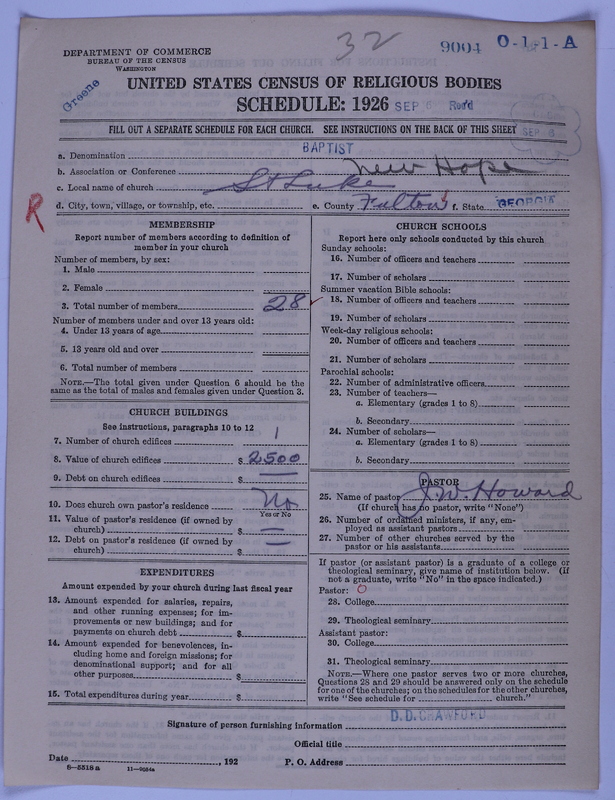 32
9004 O-1 1-A
DEPARTMENT OF COMMERCE
BUREAU OF THE CENSUS
WASHINGTON
Greene
UNITED STATES CENSUS OF RELIGIOUS BODIES
SCHEDULE: 1926 SEP 6 Rec'd
FILL OUT A SEPARATE SCHEDULE FOR EACH CHURCH. SEE INSTRUCTIONS ON THE BACK OF THIS SHEET SEP 8
a. Denomination BAPTIST
b. Association or Conference New Hope
c. Local name of church St Luke
d. City, town, village, or township, etc. e. County Fulton f. State GEORGIA
R
MEMBERSHIP
Report number of members according to definition of
member in your church
Number of members, by sex:
1. Male
2. Female
3. Total number of members 28
Number of members under and over 13 years old:
4. Under 13 years of age
5. 13 years old and over
6. Total number of members
NOTE.—The total given under Question 6 should be the
same as the total of males and females given under Question 3.
CHURCH BUILDINGS
See instructions, paragraphs 10 to 12
7. Number of church edifices 1
8. Value of church edifices $ 2500
9. Debt on church edifices $
10. Does church own pastor's residence No
Yes or No
11. Value of pastor's residence (if owned by
church) $
12. Debt on pastor's residence (if owned by
church) $
EXPENDITURES
Amount expended by your church during last fiscal year
13. Amount expended for salaries, repairs,
and other running expenses; for im-
provements or new buildings; and for
payments on church debt $
14. Amount expended for benevolences, in-
cluding home and foreign missions; for
denominational support; and for all
other purposes $
15. Total expenditures during year $
CHURCH SCHOOLS
Report here only schools conducted by this church
Sunday schools:
16. Number of officers and teachers
17. Number of scholars
Summer vacation Bible schools:
18. Number of officers and teachers
19. Number of scholars
Week-day religious schools:
20. Number of officers and teachers
21. Number of scholars
Parochial schools:
22. Number of administrative officers
23. Number of teachers—
a. Elementary (grades 1 to 8)
b. Secondary
24. Number of scholars—
a. Elementary (grades 1 to 8)
b. Secondary
PASTOR
25. Name of pastor J. W. Howard
(If church has no pastor, write "None")
26. Number of ordained ministers, if any, em-
ployed as assistant pastors
27. Number of other churches served by the
pastor or his assistants
If pastor (or assistant pastor) is a graduate of a college or
theological seminary, give name of institution below. (If
not a graduate, write "No" in the space indicated.)
Pastor: O
28. College
29. Theological seminary
Assistant pastor:
30. College
31. Theological seminary
NOTE.—Where one pastor serves two or more churches,
Questions 28 and 29 should be answered only on the schedule
for one of the churches; on the schedules for the other churches,
write "See schedule for church."
D. D. CRAWFORD
Signature of person furnishing information
Official title
Date , 192 P. O. Address
8—5518 a 11—9084a